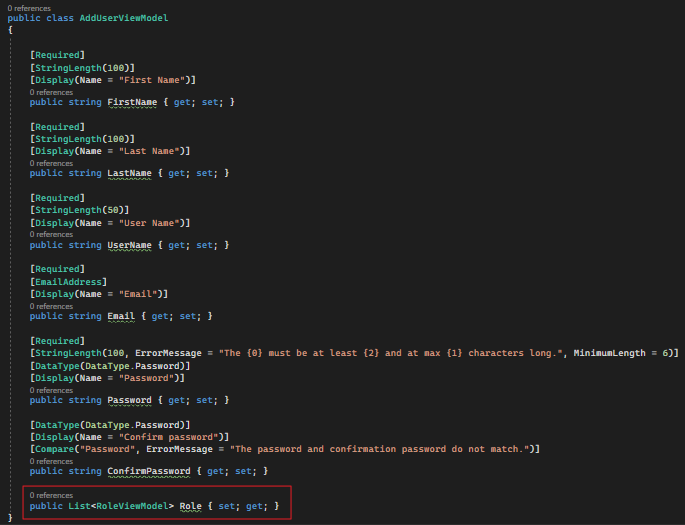 0 references
public class AddUserViewModel
{
[Required]
[StringLength(100)]
[Display(Name = "First Name")]
0 references
public string FirstName { get; set; }
[Required]
[StringLength(100)]
[Display(Name = "Last Name")]
0 references
public string LastName { get; set; }
[Required]
[StringLength(50)]
[Display(Name = "User Name")]
0 references
public string UserName { get; set; }
[Required]
[EmailAddress]
[Display(Name = "Email")]
0 references
public string Email { get; set; }
[Required]
[StringLength(100, ErrorMessage = "The {0} must be at least {2} and at max {1} characters long.", MinimumLength = 6)]
[DataType(DataType.Password)]
[Display(Name = "Password")]
0 references
public string Password { get; set; }
[DataType(DataType.Password)]
[Display(Name = "Confirm password")]
[Compare("Password", ErrorMessage = "The password and confirmation password do not match.")]
0 references
public string ConfirmPassword { get; set; }
0 references
public List<RoleViewModel> Role { set; get; }
}